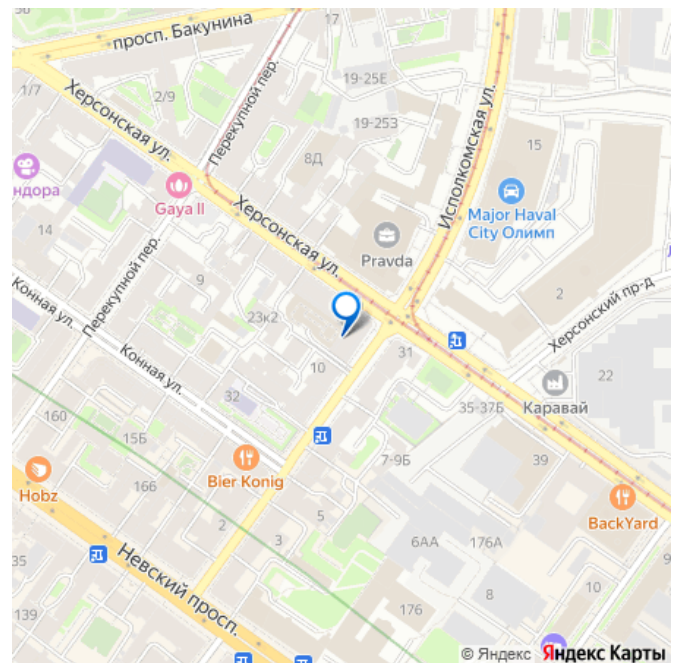 просп. Бакунина
17
19-25Е
1/7
2/9
Перекупной пер.
19-253
Исполкомская ул.
15
Херсонская ул.
8Д
ндора
Gaya II
Major Haval
City Олимп
Херсонская ул.
Pravda
14
Перекупной пер.
9
2
Херсонский пр-д
Конная ул.
23к2
Конная ул.
10
31
22
32
Каравай
160
35-37Б
15Б
7-9Б
39
Hobz
166
Bier Konig
BackYard
2
5
3
6АА
176А
35
Невский просп.
8
10
9
139
176
© Яндекс Яндекс Карты